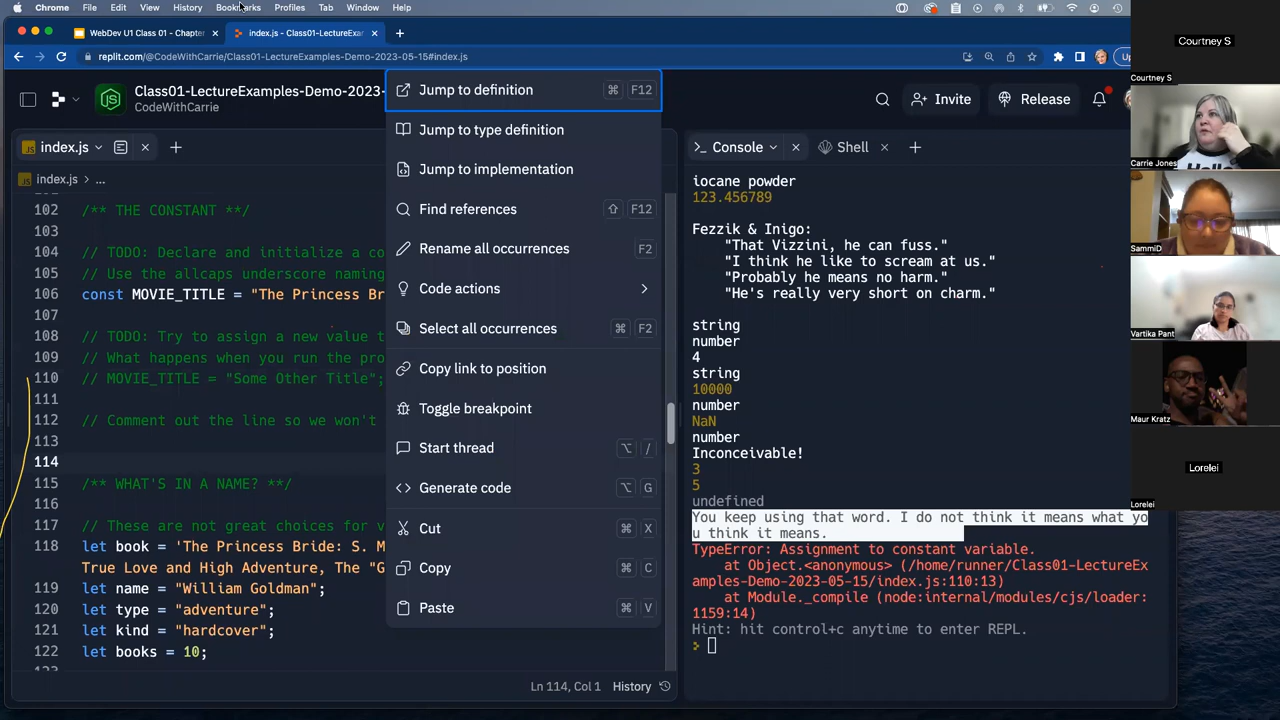 Chrome File Edit View History Bookmarks Profiles Tab Window Help
WebDev U1 Class 01 - Chapter
index.js - Class01-LectureExam
replit.com/@CodeWithCarrie/Class01-LectureExamples-Demo-2023-05-15#index.js
Class01-LectureExamples-Demo-2023-
CodeWithCarrie
Invite
Release
index.js
index.js > ...
102 /** THE CONSTANT **/
103
104 // TODO: Declare and initialize a co
105 // Use the allcaps underscore naming
106 const MOVIE_TITLE = "The Princess Br
107
108 // TODO: Try to assign a new value t
109 // What happens when you run the pro
110 // MOVIE_TITLE = "Some Other Title";
111
112 // Comment out the line so we won't
113
114
115 /** WHAT'S IN A NAME? **/
116
117 // These are not great choices for v
118 let book = 'The Princess Bride: S. M
True Love and High Adventure, The "G
119 let name = "William Goldman";
120 let type = "adventure";
121 let kind = "hardcover";
122 let books = 10;
Ln 114, Col 1 History
Jump to definition ⌘ F12
Jump to type definition
Jump to implementation
Find references ⇧ F12
Rename all occurrences F2
Code actions
Select all occurrences ⌘ F2
Copy link to position
Toggle breakpoint
Start thread ⌥ /
Generate code ⌥ G
Cut ⌘ X
Copy ⌘ C
Paste ⌘ V
Console
Shell
iocane powder
123.456789
Fezzik & Inigo:
"That Vizzini, he can fuss."
"I think he like to scream at us."
"Probably he means no harm."
"He's really very short on charm."
string
number
4
string
10000
number
NaN
number
Inconceivable!
3
5
undefined
You keep using that word. I do not think it means what yo
u think it means.
TypeError: Assignment to constant variable.
at Object.<anonymous> (/home/runner/Class01-LectureEx
amples-Demo-2023-05-15/index.js:110:13)
at Module._compile (node:internal/modules/cjs/loader:
1159:14)
Hint: hit control+c anytime to enter REPL.
Courtney S
Courtney S
Carrie Jones
SammiD
Vartika Pant
Maur Kratz
Lorelei
Lorelei